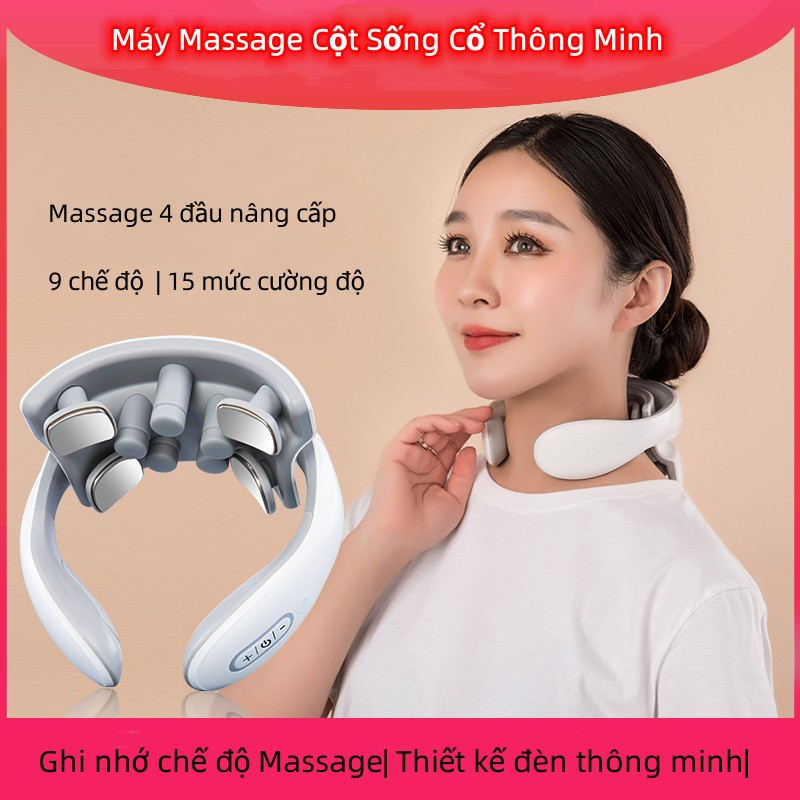 Máy Massage Cột Sống Cổ Thông Minh
Massage 4 đầu nâng cấp
9 chế độ | 15 mức cường độ
+/⏻/-
Ghi nhớ chế độ Massage| Thiết kế đèn thông minh|